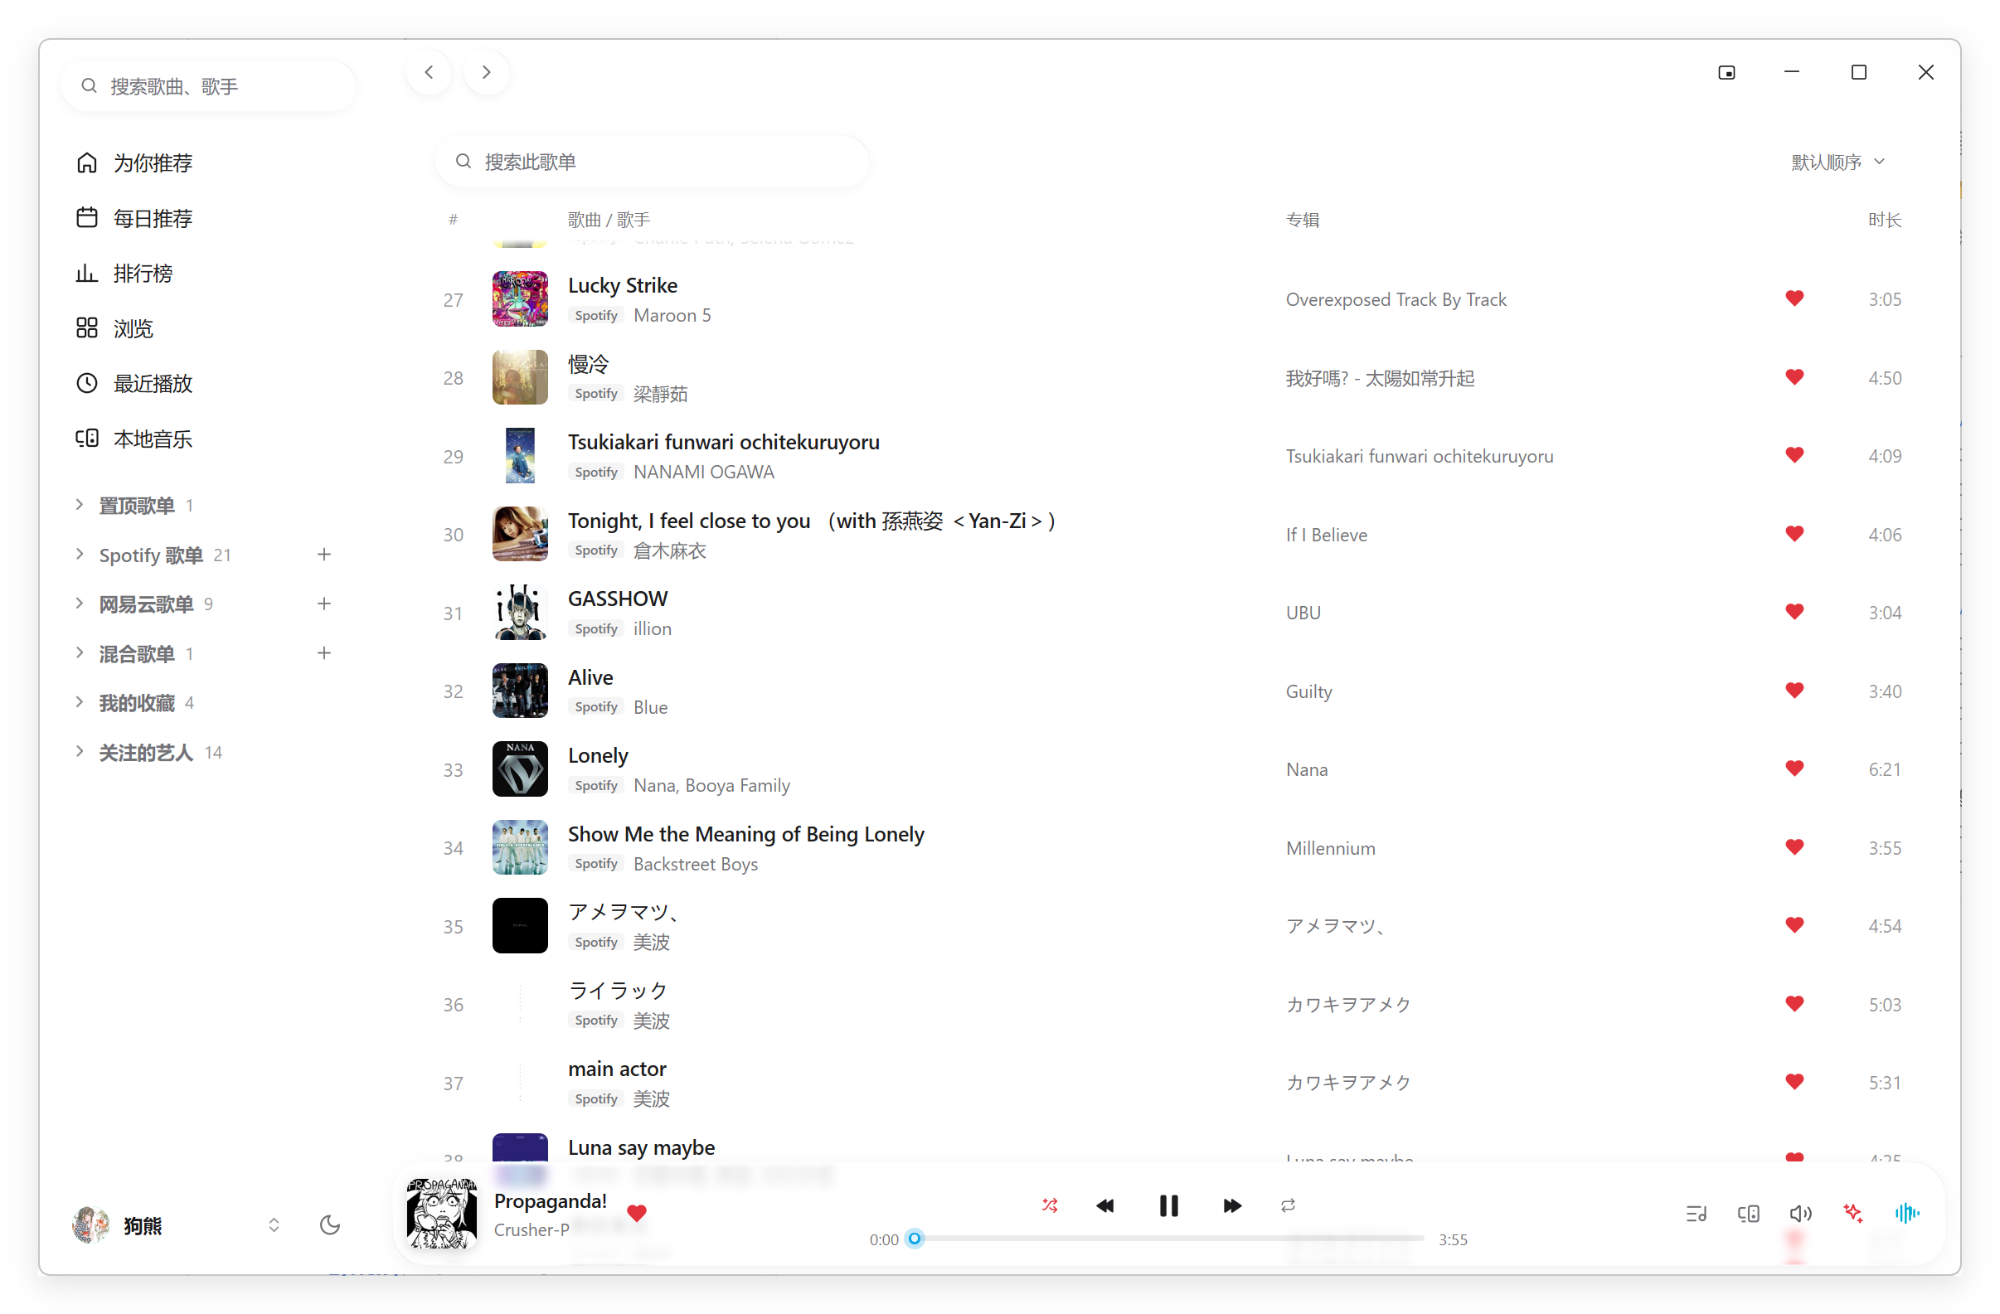 搜索歌曲、歌手
为你推荐
每日推荐
排行榜
浏览
最近播放
本地音乐
置顶歌单 1
Spotify 歌单 21
网易云歌单 9
混合歌单 1
我的收藏 4
关注的艺人 14
狗熊
搜索此歌单
默认顺序
# 歌曲 / 歌手 专辑 时长
27 Lucky Strike Overexposed Track By Track 3:05
Spotify Maroon 5
28 慢冷 我好嗎? - 太陽如常升起 4:50
Spotify 梁靜茹
29 Tsukiakari funwari ochitekuruyoru Tsukiakari funwari ochitekuruyoru 4:09
Spotify NANAMI OGAWA
30 Tonight, I feel close to you （with 孫燕姿 ＜Yan-Zi＞) If I Believe 4:06
Spotify 倉木麻衣
31 GASSHOW UBU 3:04
Spotify illion
32 Alive Guilty 3:40
Spotify Blue
33 Lonely Nana 6:21
Spotify Nana, Booya Family
34 Show Me the Meaning of Being Lonely Millennium 3:55
Spotify Backstreet Boys
35 アメヲマツ、 アメヲマツ、 4:54
Spotify 美波
36 ライラック カワキヲアメク 5:03
Spotify 美波
37 main actor カワキヲアメク 5:31
Spotify 美波
38 Luna say maybe Luna say maybe 4:25
NANA
PROPAGANDA
Propaganda!
Crusher-P
0:00 3:55